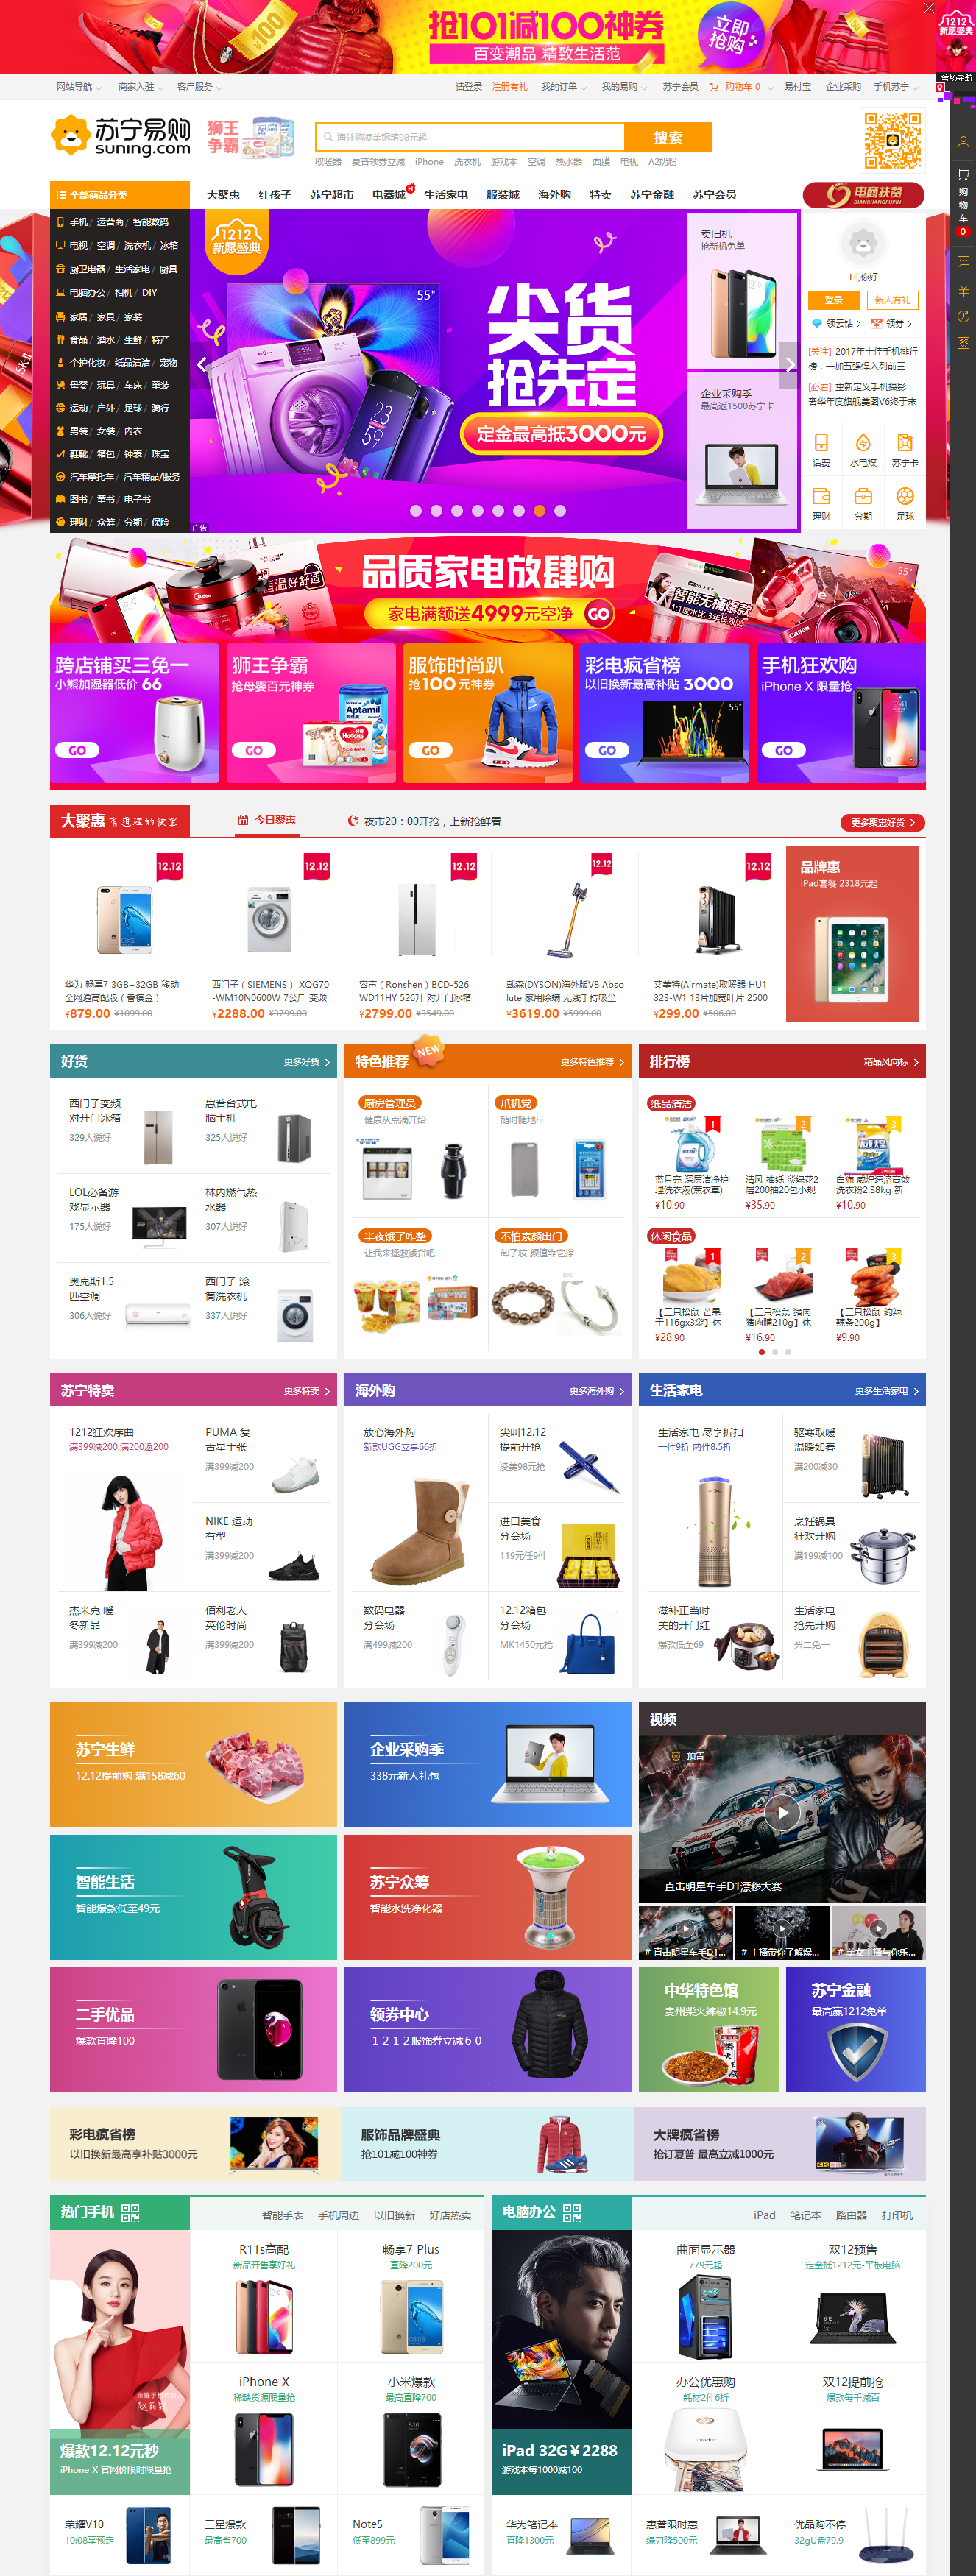 抢101减100神券
百变潮品 精致生活范
立即
抢购
1212
新愿盛典
会场导航
网站导航
商家入驻
客户服务
请登录
注册有礼
我的订单
我的易购
苏宁会员
购物车 0
易付宝
企业采购
手机苏宁
苏宁易购
suning.com
狮王
争霸
海外购凌美钢笔98元起
搜索
取暖器 夏普领券立减 iPhone 洗衣机 游戏本 空调 热水器 面膜 电视 A2奶粉
购物车
0
全部商品分类
大聚惠 红孩子 苏宁超市 电器城 生活家电 服装城 海外购 特卖 苏宁金融 苏宁会员
电商扶贫
DIANSHANGFUPIN
手机/ 运营商/ 智能数码
电视/ 空调/ 洗衣机/ 冰箱
厨卫电器/ 生活家电/ 厨具
电脑办公/ 相机/ DIY
家居/ 家具/ 家装
食品/ 酒水/ 生鲜/ 特产
个护化妆/ 纸品清洁/ 宠物
母婴/ 玩具/ 车床/ 童装
运动/ 户外/ 足球/ 骑行
男装/ 女装/ 内衣
鞋靴/ 箱包/ 钟表/ 珠宝
汽车摩托车/ 汽车精品/服务
图书/ 童书/ 电子书
理财/ 众筹/ 分期/ 保险
1212
新愿盛典
55"
尖货
抢先定
定金最高抵3000元
广告
卖旧机
抢新机免单
企业采购季
最高返1500苏宁卡
Hi,你好
登录
新人有礼
领云钻
领券
[关注] 2017年十佳手机排行
榜，一加五强悍入列前三
[必看] 重新定义手机摄影，
奢华年度旗舰美图V6终于来
话费
水电煤
苏宁卡
理财
分期
足球
SK-II
品质家电放肆购
家电满额送4999元空净 GO
智能无桶爆款
55"
Canon
跨店铺买三免一
小熊加湿器低价 66
GO
狮王争霸
抢母婴百元神券
GO
Aptamil
HUGGIES
服饰时尚趴
抢100元神券
GO
彩电疯省榜
以旧换新最高补贴 3000
GO
55"
手机狂欢购
iPhone X 限量抢
GO
大聚惠 有道理的便宜
今日聚惠
夜市20：00开抢，上新抢鲜看
更多聚惠好货
12.12
12.12
12.12
12.12
12.12
华为 畅享7 3GB+32GB 移动
全网通高配版（香槟金）
¥879.00 ¥1099.00
西门子（SIEMENS） XQG70
-WM10N0600W 7公斤 变频
¥2288.00 ¥3799.00
容声（Ronshen）BCD-526
WD11HY 526升 对开门冰箱
¥2799.00 ¥3549.00
戴森(DYSON)海外版V8 Abso
lute 家用除螨 无线手持吸尘
¥3619.00 ¥5999.00
艾美特(Airmate)取暖器 HU1
323-W1 13片加宽叶片 2500
¥299.00 ¥506.00
品牌惠
iPad套餐 2318元起
好货
更多好货
西门子变频
对开门冰箱
329人说好
惠普台式电
脑主机
325人说好
LOL必备游
戏显示器
175人说好
林内燃气热
水器
307人说好
奥克斯1.5
匹空调
306人说好
西门子 滚
筒洗衣机
337人说好
特色推荐
NEW
更多特色推荐
厨房管理员
健康从点滴开始
爪机党
随时随地hi
半夜饿了咋整
让我来拯救饿货吧
不怕素颜出门
卸了妆 颜值靠它撑
排行榜
精品风向标
纸品清洁
1
2
3
蓝月亮 深层洁净护
理洗衣液(薰衣草)
¥10.90
清风 抽纸 淡绿花2
层200抽20包小规
¥35.90
白猫 威煌速溶高效
洗衣粉2.38kg 新
¥10.90
休闲食品
1
2
3
【三只松鼠_芒果
干116gx3袋】休
¥28.90
【三只松鼠_猪肉
猪肉脯210g】休
¥16.90
【三只松鼠_约辣
辣条200g】
¥9.90
苏宁特卖
更多特卖
1212狂欢序曲
满399减200,满200返200
PUMA 复
古星主张
满399减200
NIKE 运动
有型
满399减200
杰米克 暖
冬新品
满399减200
佰利老人
英伦时尚
满399减200
海外购
更多海外购
放心海外购
新款UGG立享66折
尖叫12.12
提前开抢
凌美98元抢
进口美食
分会场
119元任9件
数码电器
分会场
满499减200
12.12箱包
分会场
MK1450元抢
生活家电
更多生活家电
生活家电 尽享折扣
一件9折 两件8.5折
驱寒取暖
温暖如春
满200减30
烹饪锅具
狂欢开购
满199减100
滋补正当时
美的开门红
爆款低至69
生活家电
抢先开购
买二免一
苏宁生鲜
12.12提前购 满158减60
企业采购季
338元新人礼包
视频
预告
直击明星车手D1漂移大赛
# 直击明星车手D1...
# 主播带你了解爆...
# 美女主播与你乐...
智能生活
智能爆款低至49元
苏宁众筹
智能水洗净化器
二手优品
爆款直降100
领券中心
１２１２服饰券立减６０
中华特色馆
贵州柴火辣椒14.9元
苏宁金融
最高赢1212免单
彩电疯省榜
以旧换新最高享补贴3000元
服饰品牌盛典
抢101减100神券
大牌疯省榜
抢订夏普 最高立减1000元
热门手机
智能手表 手机周边 以旧换新 好店热卖
R11s高配
新品开售享好礼
畅享7 Plus
直降200元
iPhone X
稀缺货源限量抢
小米爆款
最高直降700
爆款12.12元秒
iPhone X 官网价限时限量抢
荣耀V10
10:08享预定
三星爆款
最高省700
Note5
低至899元
电脑办公
iPad 笔记本 路由器 打印机
曲面显示器
779元起
双12预售
定金抵1212元-平板电脑
办公优惠购
耗材2件6折
双12提前抢
爆款每千减百
iPad 32G￥2288
游戏本每1000减100
华为笔记本
直降1300元
惠普限时惠
绿刃降500元
优品购不停
32gU盘79.9